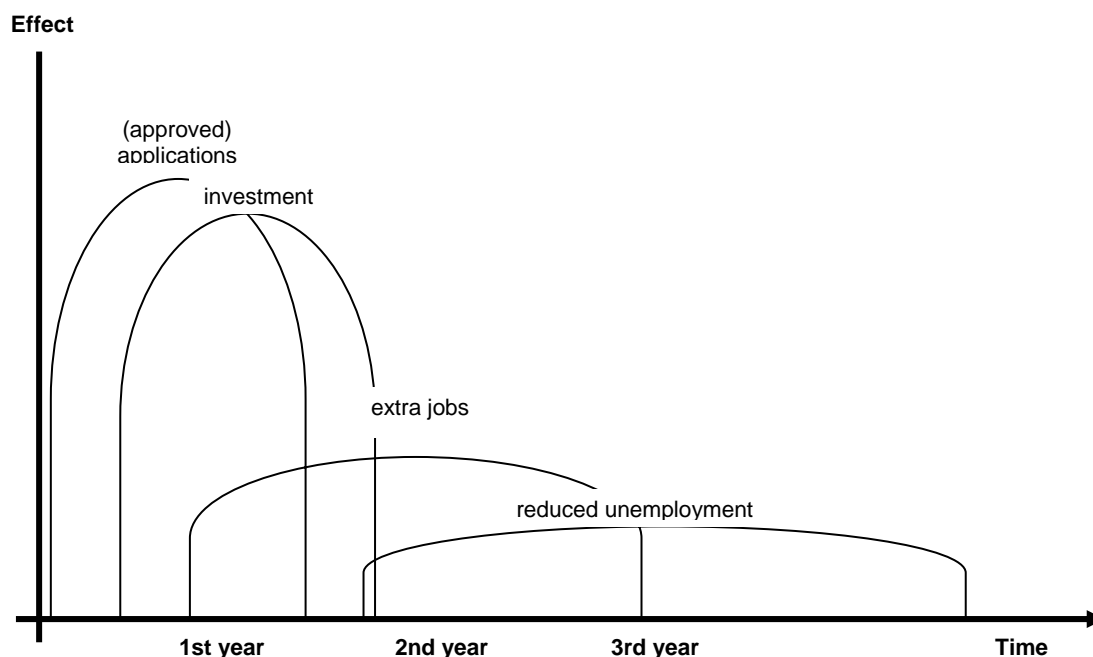 Effect
(approved)
applications
investment
extra jobs
reduced unemployment
1st year 2nd year 3rd year Time